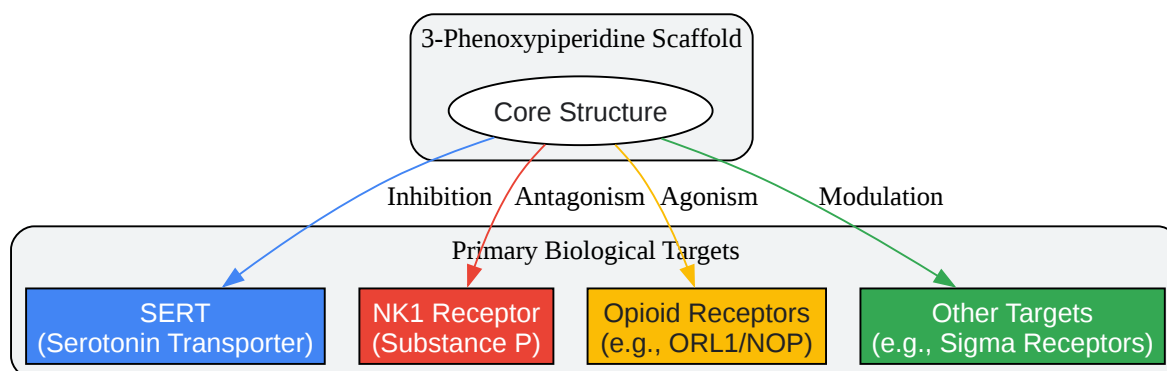 3-Phenoxypiperidine Scaffold
Core Structure
Inhibition
Antagonism
Agonism
Modulation
Primary Biological Targets
SERT
(Serotonin Transporter)
NK1 Receptor
(Substance P)
Opioid Receptors
(e.g., ORL1/NOP)
Other Targets
(e.g., Sigma Receptors)